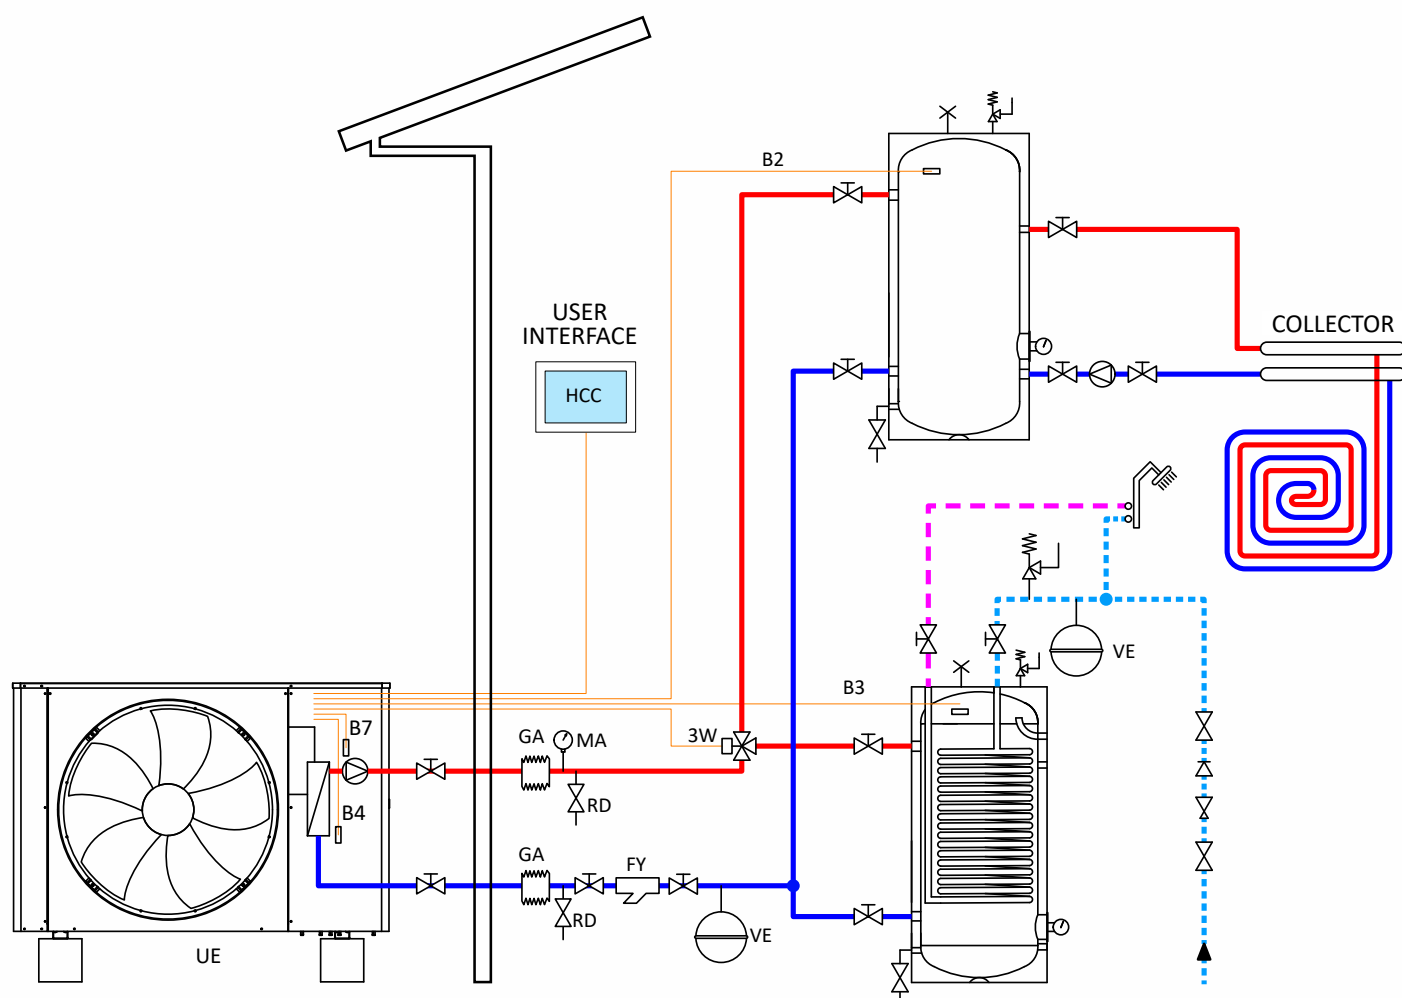 B2
USER
INTERFACE
HCC
COLLECTOR
VE
B3
B7
GA
MA
3W
RD
B4
GA
FY
RD
VE
UE